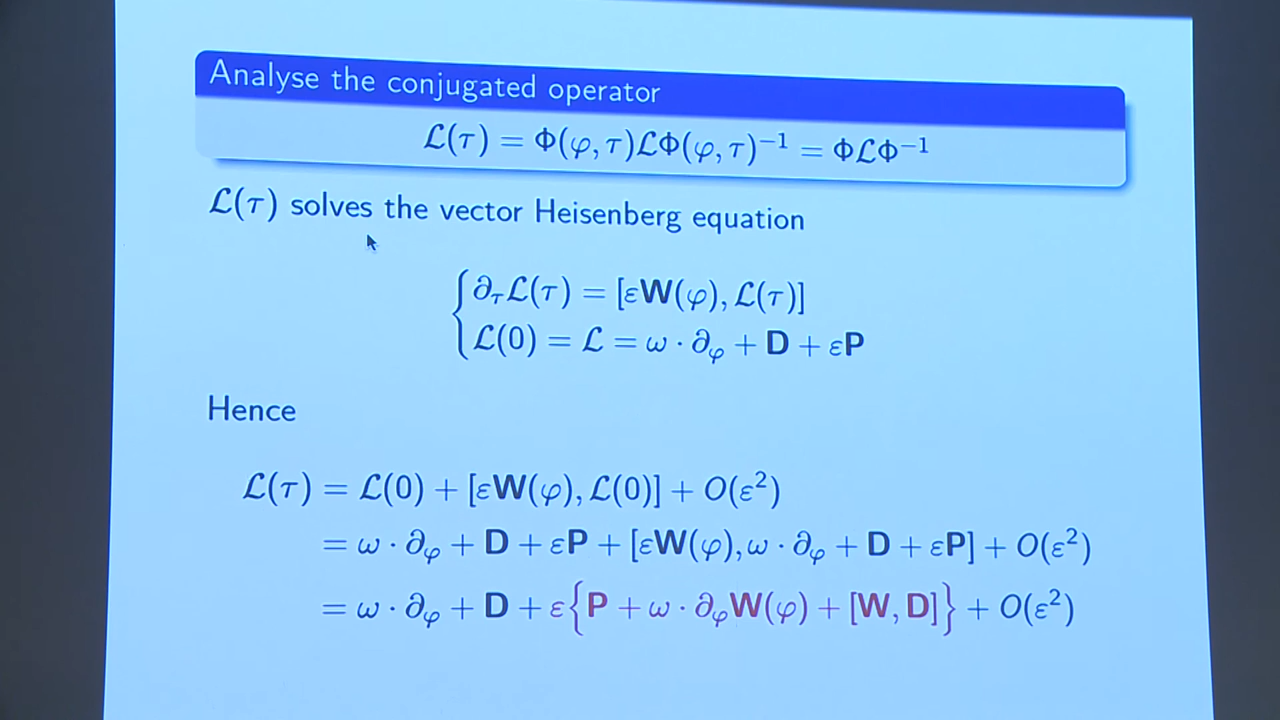 Analyse the conjugated operator
ℒ(τ) = Φ(φ, τ)ℒΦ(φ, τ)⁻¹ = ΦℒΦ⁻¹
ℒ(τ) solves the vector Heisenberg equation
{ ∂_τ ℒ(τ) = [εW(φ), ℒ(τ)]
ℒ(0) = ℒ = ω · ∂_φ + D + εP
Hence
ℒ(τ) = ℒ(0) + [εW(φ), ℒ(0)] + O(ε²)
= ω · ∂_φ + D + εP + [εW(φ), ω · ∂_φ + D + εP] + O(ε²)
= ω · ∂_φ + D + ε{P + ω · ∂_φW(φ) + [W, D]} + O(ε²)